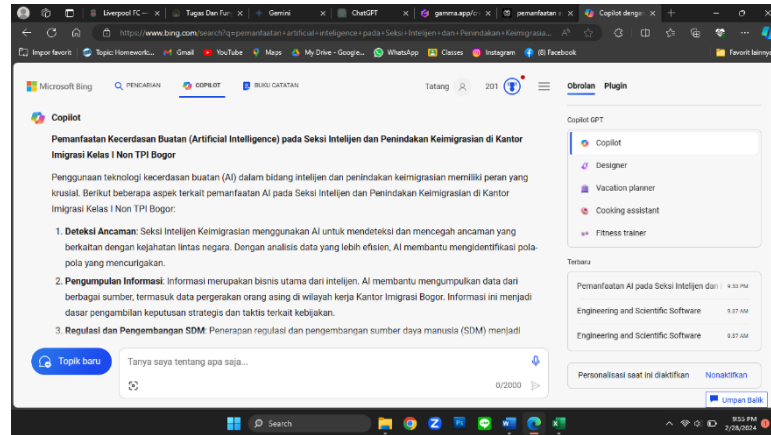 Liverpool FC
Tugas Dan Fun
Gemini
ChatGPT
gamma.app/c
pemanfaatan
Copilot dengan
https://www.bing.com/search?q=pemanfaatan+artificial+inteligence+pada+Seksi+Intelijen+dan+Penindakan+Keimigrasia...
Impor favorit
Topic: Homework...
Gmail
YouTube
Maps
My Drive - Google...
WhatsApp
Classes
Instagram
(8) Facebook
Favorit lainnya
Microsoft Bing
PENCARIAN
COPILOT
BUKU CATATAN
Tatang
201
Copilot
Pemanfaatan Kecerdasan Buatan (Artificial Intelligence) pada Seksi Intelijen dan Penindakan Keimigrasian di Kantor
Imigrasi Kelas I Non TPI Bogor
Penggunaan teknologi kecerdasan buatan (AI) dalam bidang intelijen dan penindakan keimigrasian memiliki peran yang
krusial. Berikut beberapa aspek terkait pemanfaatan AI pada Seksi Intelijen dan Penindakan Keimigrasian di Kantor
Imigrasi Kelas I Non TPI Bogor:
1. Deteksi Ancaman: Seksi Intelijen Keimigrasian menggunakan AI untuk mendeteksi dan mencegah ancaman yang
berkaitan dengan kejahatan lintas negara. Dengan analisis data yang lebih efisien, AI membantu mengidentifikasi pola-
pola yang mencurigakan.
2. Pengumpulan Informasi: Informasi merupakan bisnis utama dari intelijen. AI membantu mengumpulkan data dari
berbagai sumber, termasuk data pergerakan orang asing di wilayah kerja Kantor Imigrasi Bogor. Informasi ini menjadi
dasar pengambilan keputusan strategis dan taktis terkait kebijakan.
3. Regulasi dan Pengembangan SDM: Penerapan regulasi dan pengembangan sumber daya manusia (SDM) menjadi
Topik baru
Tanya saya tentang apa saja...
0/2000
Obrolan Plugin
Copilot GPT
Copilot
Designer
Vacation planner
Cooking assistant
Fitness trainer
Terbaru
Pemanfaatan AI pada Seksi Intelijen dan 9:53 PM
Engineering and Scientific Software 9:37 AM
Engineering and Scientific Software 9:37 AM
Personalisasi saat ini diaktifkan Nonaktifkan
Umpan Balik
Search
9:55 PM
2/28/2024